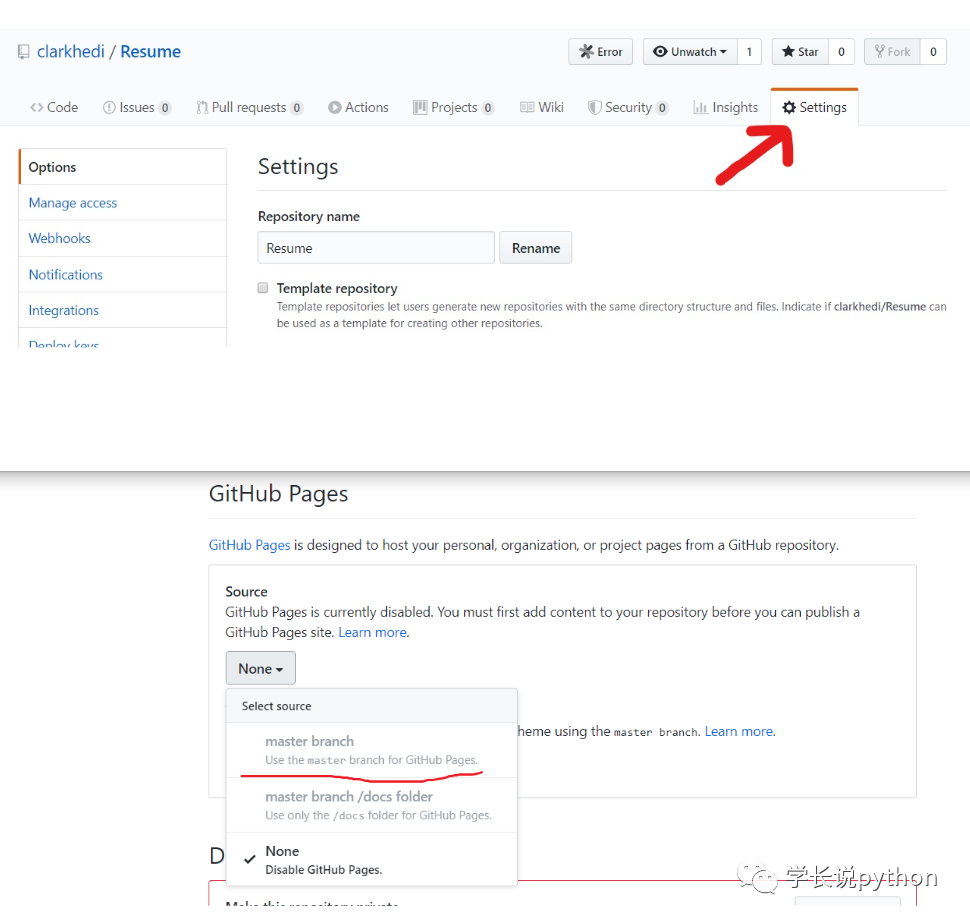 clarkhedi / Resume
Error
Unwatch 1
Star 0
Fork 0
Code
Issues 0
Pull requests 0
Actions
Projects 0
Wiki
Security 0
Insights
Settings
Options
Manage access
Webhooks
Notifications
Integrations
Deploy keys
Settings
Repository name
Resume
Rename
Template repository
Template repositories let users generate new repositories with the same directory structure and files. Indicate if clarkhedi/Resume can
be used as a template for creating other repositories.
GitHub Pages
GitHub Pages is designed to host your personal, organization, or project pages from a GitHub repository.
Source
GitHub Pages is currently disabled. You must first add content to your repository before you can publish a
GitHub Pages site. Learn more.
None
Select source
master branch
Use the master branch for GitHub Pages.
heme using the master branch. Learn more.
master branch /docs folder
Use only the /docs folder for GitHub Pages.
None
Disable GitHub Pages.
D
Make this repository private
学长说python